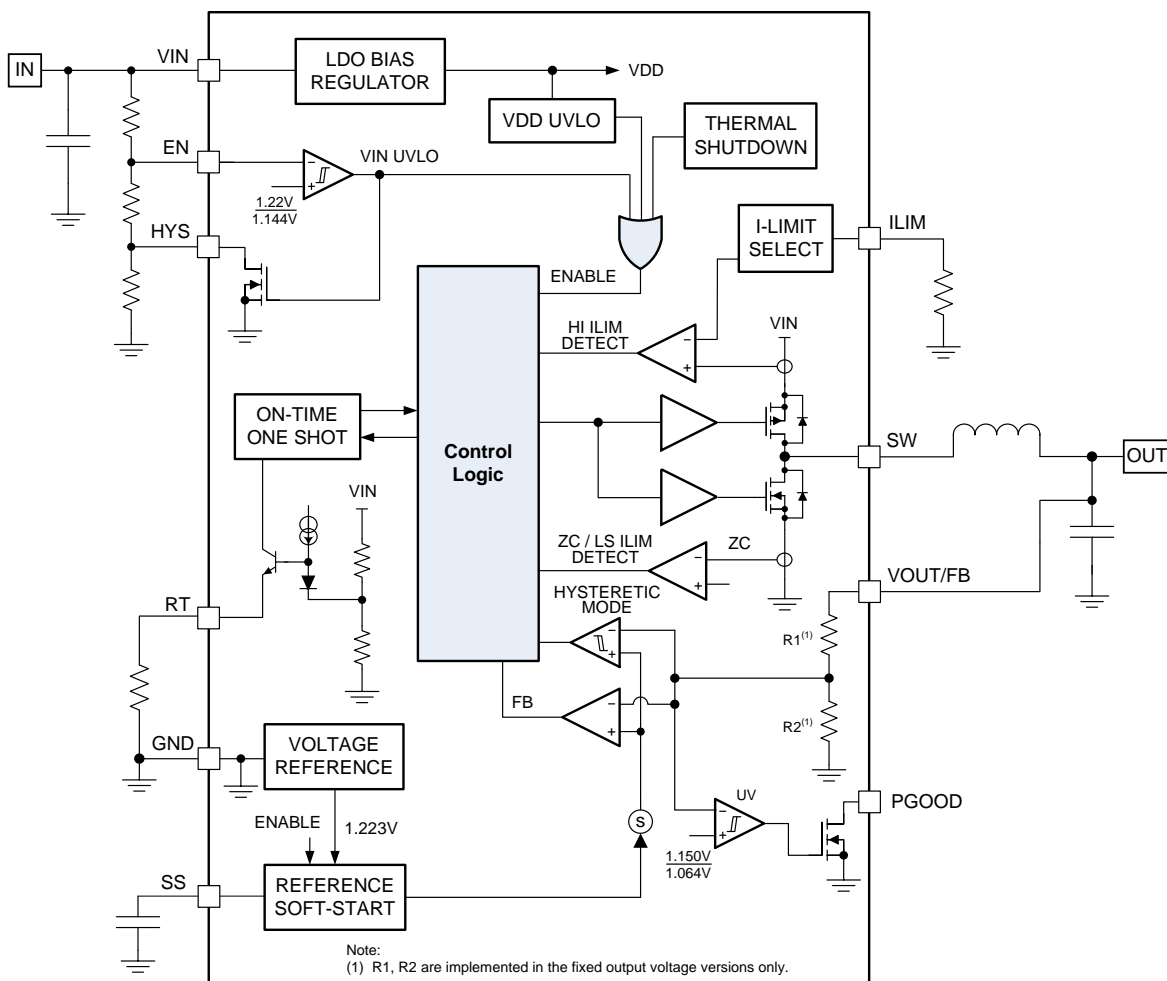 IN
VIN
LDO BIAS
REGULATOR
VDD
VDD UVLO
THERMAL
SHUTDOWN
EN
VIN UVLO
1.22V
1.144V
HYS
I-LIMIT
SELECT
ILIM
ENABLE
HI ILIM
DETECT
VIN
ON-TIME
ONE SHOT
Control
Logic
SW
OUT
VIN
ZC / LS ILIM
DETECT
ZC
VOUT/FB
HYSTERETIC
MODE
RT
R1(1)
FB
R2(1)
GND
VOLTAGE
REFERENCE
UV
PGOOD
ENABLE
1.223V
S
1.150V
1.064V
SS
REFERENCE
SOFT-START
Note:
(1) R1, R2 are implemented in the fixed output voltage versions only.